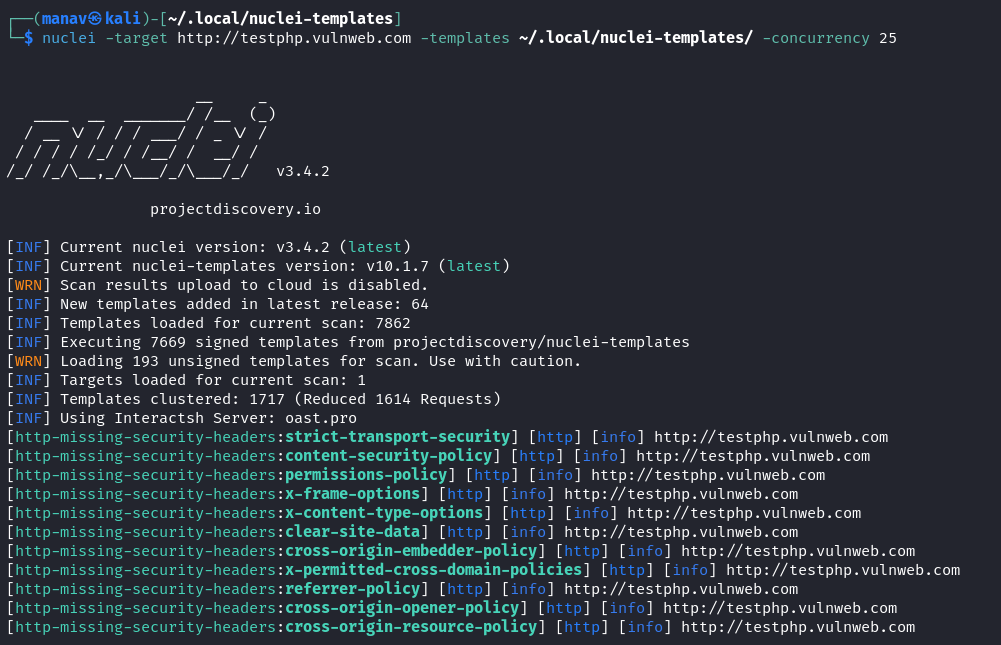 ┌──(manav㉿kali)-[~/.local/nuclei-templates]
└─$ nuclei -target http://testphp.vulnweb.com -templates ~/.local/nuclei-templates/ -concurrency 25
                     __     _
   ____  __  _______/ /__  (_)
  / __ \/ / / / ___/ / _ \/ /
 / / / / /_/ / /__/ /  __/ /
/_/ /_/\__,_/\___/_/\___/_/   v3.4.2
projectdiscovery.io
[INF] Current nuclei version: v3.4.2 (latest)
[INF] Current nuclei-templates version: v10.1.7 (latest)
[WRN] Scan results upload to cloud is disabled.
[INF] New templates added in latest release: 64
[INF] Templates loaded for current scan: 7862
[INF] Executing 7669 signed templates from projectdiscovery/nuclei-templates
[WRN] Loading 193 unsigned templates for scan. Use with caution.
[INF] Targets loaded for current scan: 1
[INF] Templates clustered: 1717 (Reduced 1614 Requests)
[INF] Using Interactsh Server: oast.pro
[http-missing-security-headers:strict-transport-security] [http] [info] http://testphp.vulnweb.com
[http-missing-security-headers:content-security-policy] [http] [info] http://testphp.vulnweb.com
[http-missing-security-headers:permissions-policy] [http] [info] http://testphp.vulnweb.com
[http-missing-security-headers:x-frame-options] [http] [info] http://testphp.vulnweb.com
[http-missing-security-headers:x-content-type-options] [http] [info] http://testphp.vulnweb.com
[http-missing-security-headers:clear-site-data] [http] [info] http://testphp.vulnweb.com
[http-missing-security-headers:cross-origin-embedder-policy] [http] [info] http://testphp.vulnweb.com
[http-missing-security-headers:x-permitted-cross-domain-policies] [http] [info] http://testphp.vulnweb.com
[http-missing-security-headers:referrer-policy] [http] [info] http://testphp.vulnweb.com
[http-missing-security-headers:cross-origin-opener-policy] [http] [info] http://testphp.vulnweb.com
[http-missing-security-headers:cross-origin-resource-policy] [http] [info] http://testphp.vulnweb.com